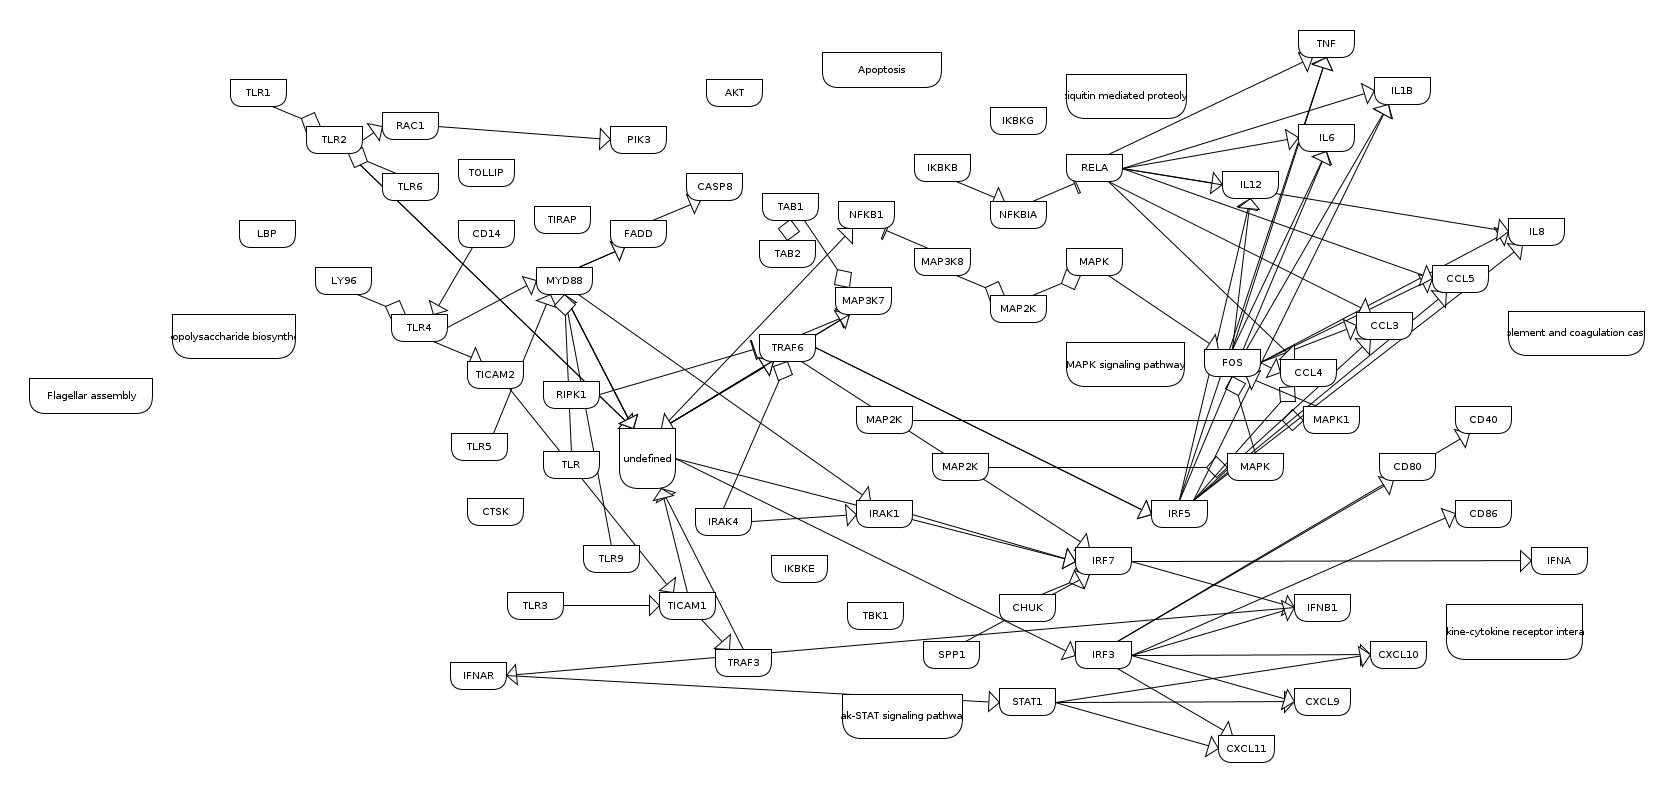 TNF
Apoptosis
TLR1
AKT
IL1B
iquitin mediated proteoly
IKBKG
RAC1
TLR2
PIK3
IL6
IKBKB
RELA
TOLLIP
TLR6
CASP8
IL12
TAB1
NFKB1
NFKBIA
TIRAP
LBP
CD14
FADD
IL8
TAB2
MAP3K8
MAPK
LY96
MYD88
CCL5
MAP3K7
MAP2K
TLR4
CCL3
opolysaccharide biosynthe
plement and coagulation cas
TRAF6
MAPK signaling pathway
FOS
TICAM2
CCL4
Flagellar assembly
RIPK1
MAP2K
MAPK1
CD40
TLR5
undefined
TLR
MAP2K
MAPK
CD80
CTSK
IRAK4
IRAK1
IRF5
CD86
TLR9
IKBKE
IRF7
IFNA
TLR3
TICAM1
TBK1
CHUK
IFNB1
kine-cytokine receptor intera
TRAF3
SPP1
IRF3
CXCL10
IFNAR
STAT1
CXCL9
ak-STAT signaling pathwa
CXCL11